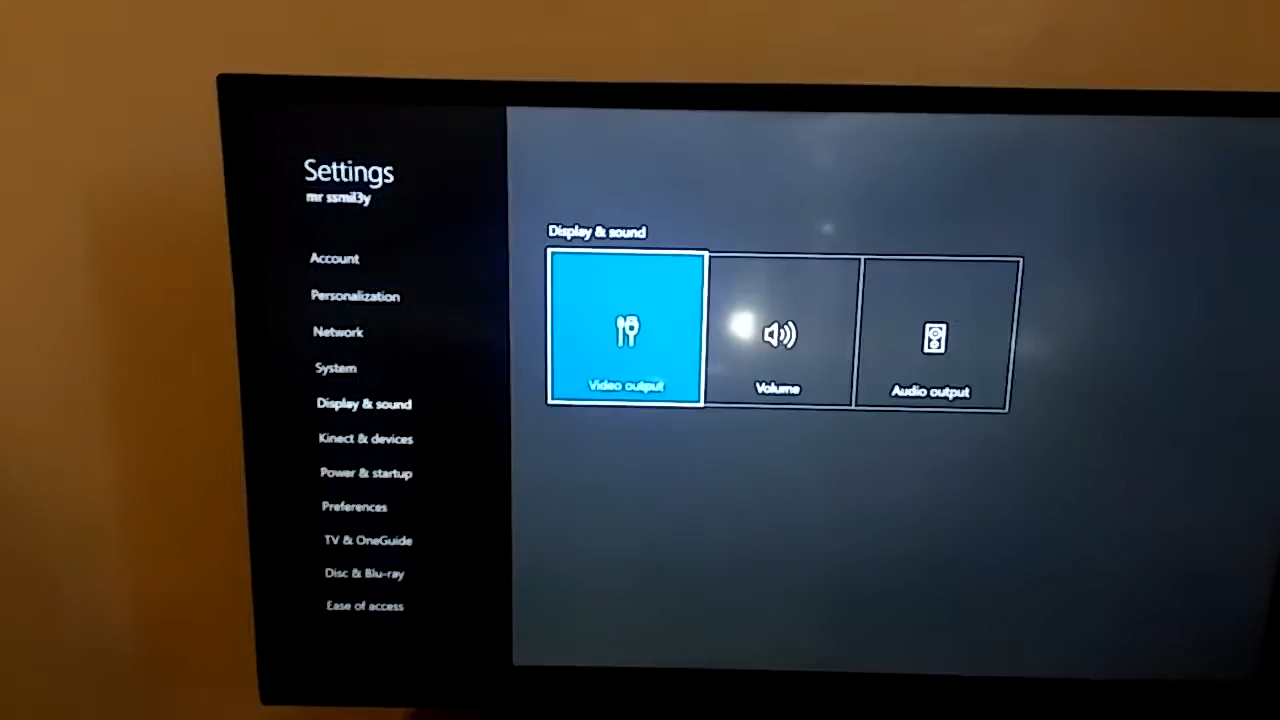 Settings
mr ssmil3y
Account
Personalization
Network
System
Display & sound
Kinect & devices
Power & startup
Preferences
TV & OneGuide
Disc & Blu-ray
Ease of access
Display & sound
Video output
Volume
Audio output